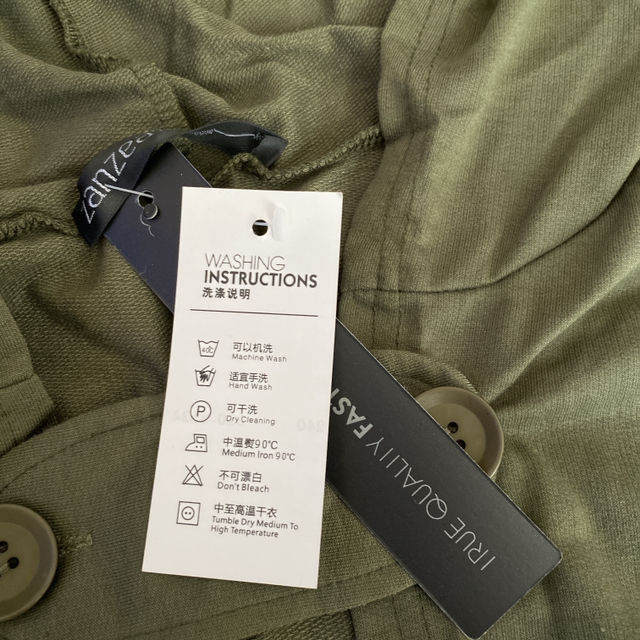 zanzea
WASHING
INSTRUCTIONS
洗涤说明
40℃
可以机洗
Machine Wash
适宜手洗
Hand Wash
P
可干洗
Dry Cleaning
中温熨90℃
Medium Iron 90℃
不可漂白
Don't Bleach
中至高温干衣
Tumble Dry Medium To
High Temperature
TRUE QUALITY FAS